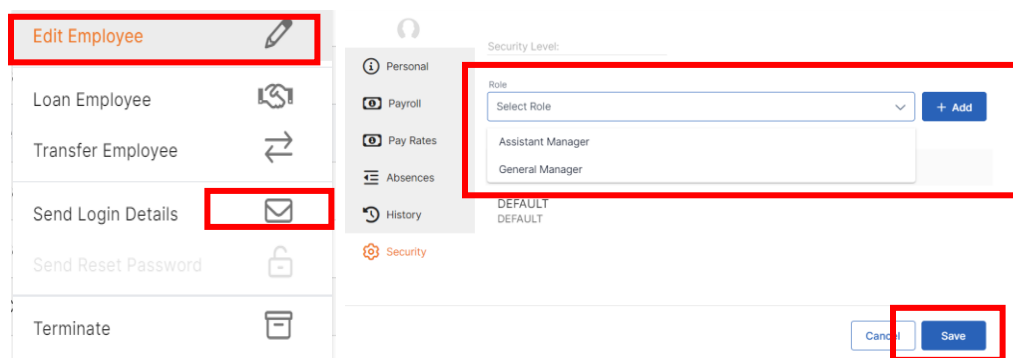 Edit Employee
Loan Employee
Transfer Employee
Send Login Details
Send Reset Password
Terminate
Personal
Payroll
Pay Rates
Absences
History
Security
Security Level:
Role
Select Role
+ Add
Assistant Manager
General Manager
DEFAULT
DEFAULT
Cancel
Save